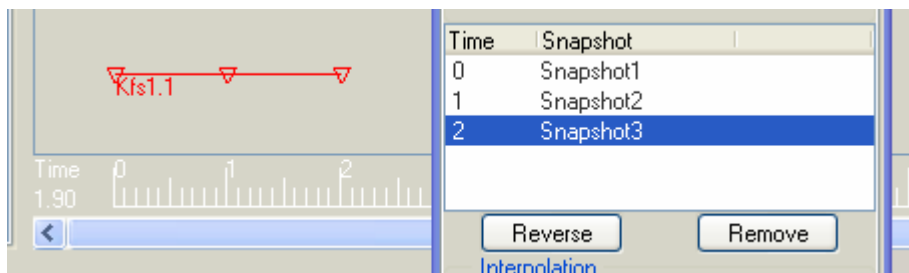 Kfs1.1
Time 0 1 2
1.90
Time Snapshot
0 Snapshot1
1 Snapshot2
2 Snapshot3
Reverse Remove
Interpolation